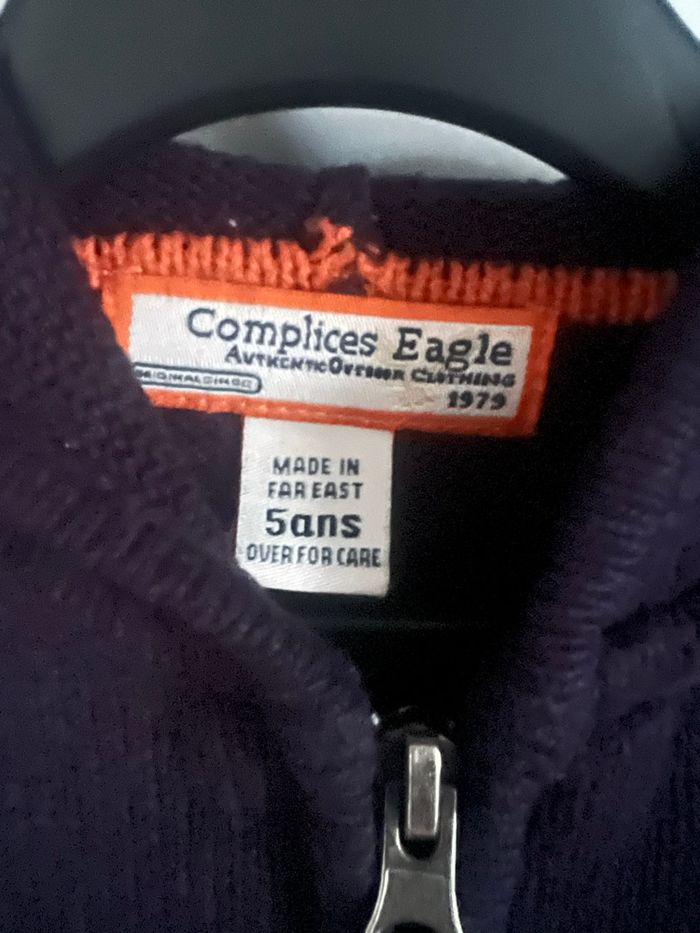 Complices Eagle
AUTHENTIC OUTDOOR CLOTHING
1979
MADE IN
FAR EAST
5ans
OVER FOR CARE